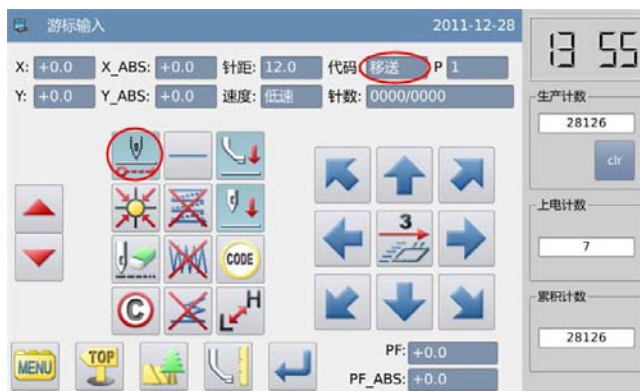 游标输入 2011-12-28
13 55
X: +0.0 X_ABS: +0.0 针距: 12.0 代码: 移送 P 1
Y: +0.0 Y_ABS: +0.0 速度: 低速 针数: 0000/0000
生产计数
28126
clr
上电计数
7
累积计数
28126
3
CODE
C
H
L
MENU
TOP
PF: +0.0
PF_ABS: +0.0